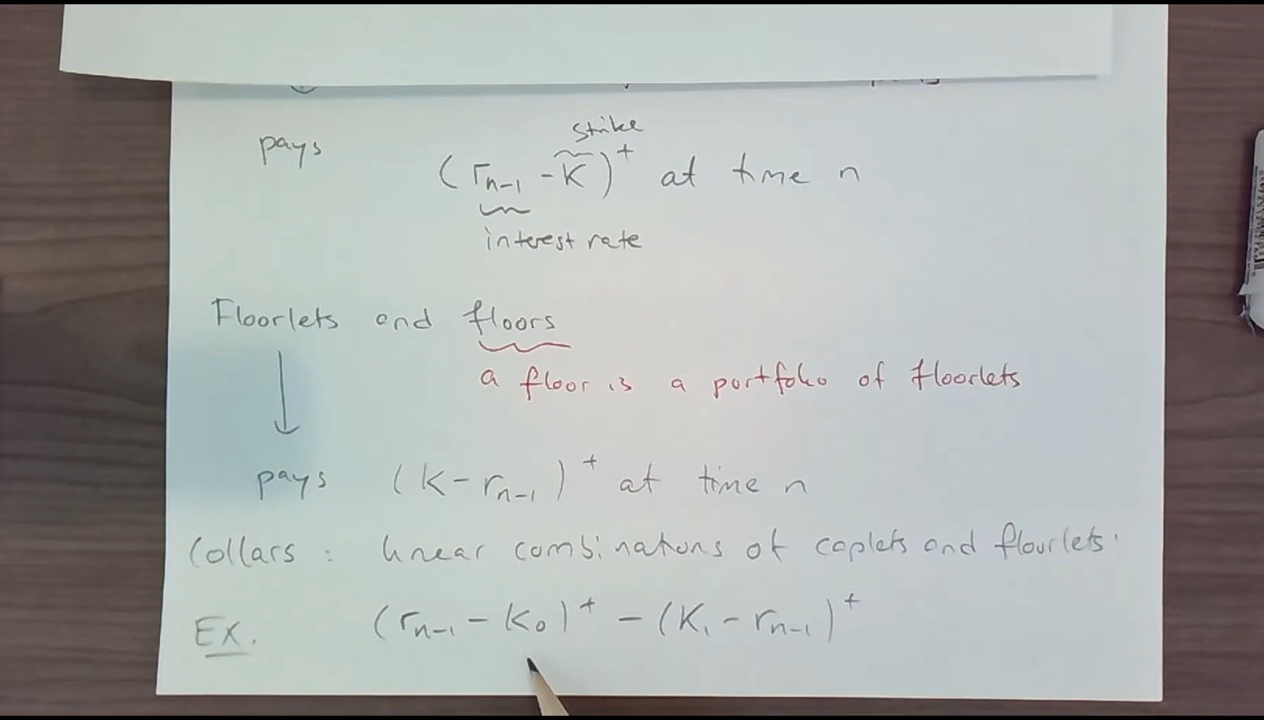 strike
pays (r_{n-1} - K)^+ at time n
interest rate
Floorlets and floors
a floor is a portfolio of floorlets
pays (K - r_{n-1})^+ at time n
Collars : linear combinations of caplets and floorlets:
EX. (r_{n-1} - K_0)^+ - (K_1 - r_{n-1})^+